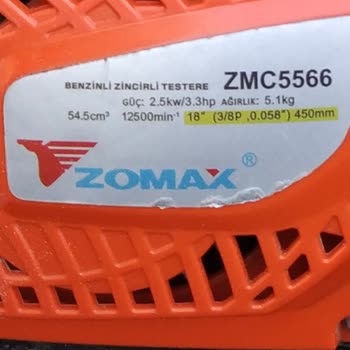 BENZİNLİ ZİNCİRLİ TESTERE ZMC5566
GÜÇ: 2.5kw/3.3hp AĞIRLIK: 5.1kg
54.5cm³ 12500min⁻¹ 18" (3/8P ,0.058") 450mm
ZOMAX ®